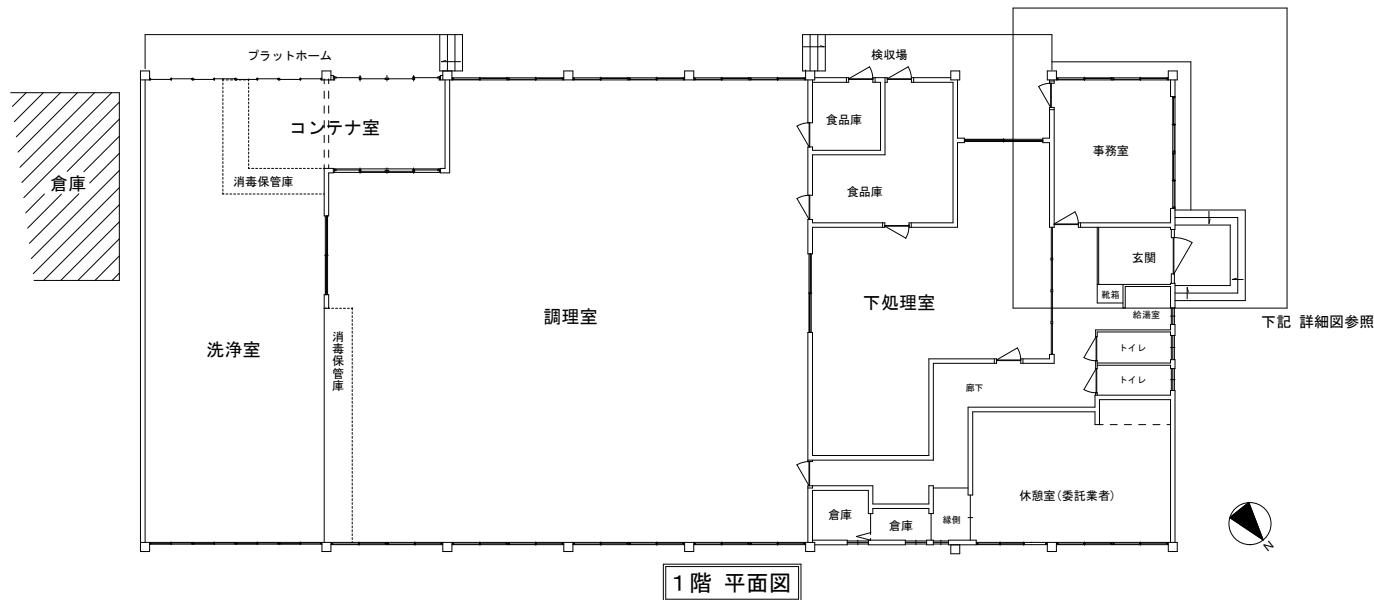 プラットホーム
検収場
コンテナ室
食品庫
事務室
倉庫
消毒保管庫
食品庫
玄関
靴箱
下処理室
調理室
給湯室
下記 詳細図参照
洗浄室
消毒保管庫
トイレ
トイレ
廊下
休憩室(委託業者)
倉庫
倉庫
縁側
N
1階 平面図